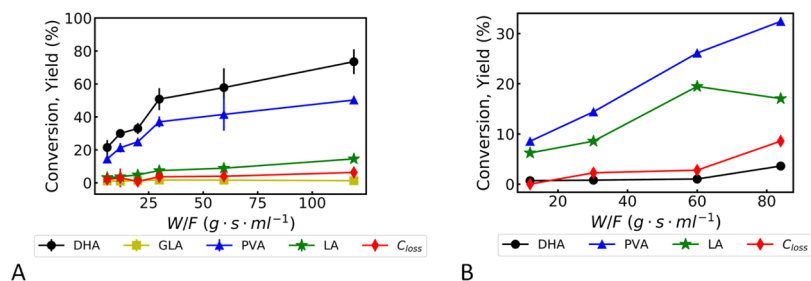 100
80
60
40
20
0
Conversion, Yield (%)
25 50 75 100
W/F (g · s · ml⁻¹)
DHA GLA PVA LA C_loss
A
30
20
10
0
Conversion, Yield (%)
20 40 60 80
W/F (g · s · ml⁻¹)
DHA PVA LA C_loss
B